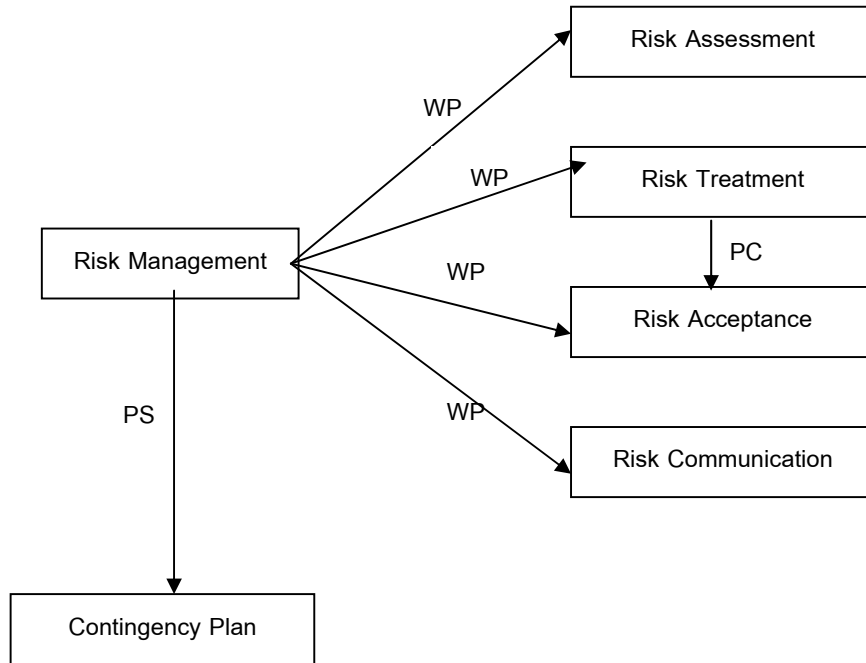 Risk Assessment
WP
WP
Risk Treatment
Risk Management
WP
PC
Risk Acceptance
PS
WP
Risk Communication
Contingency Plan